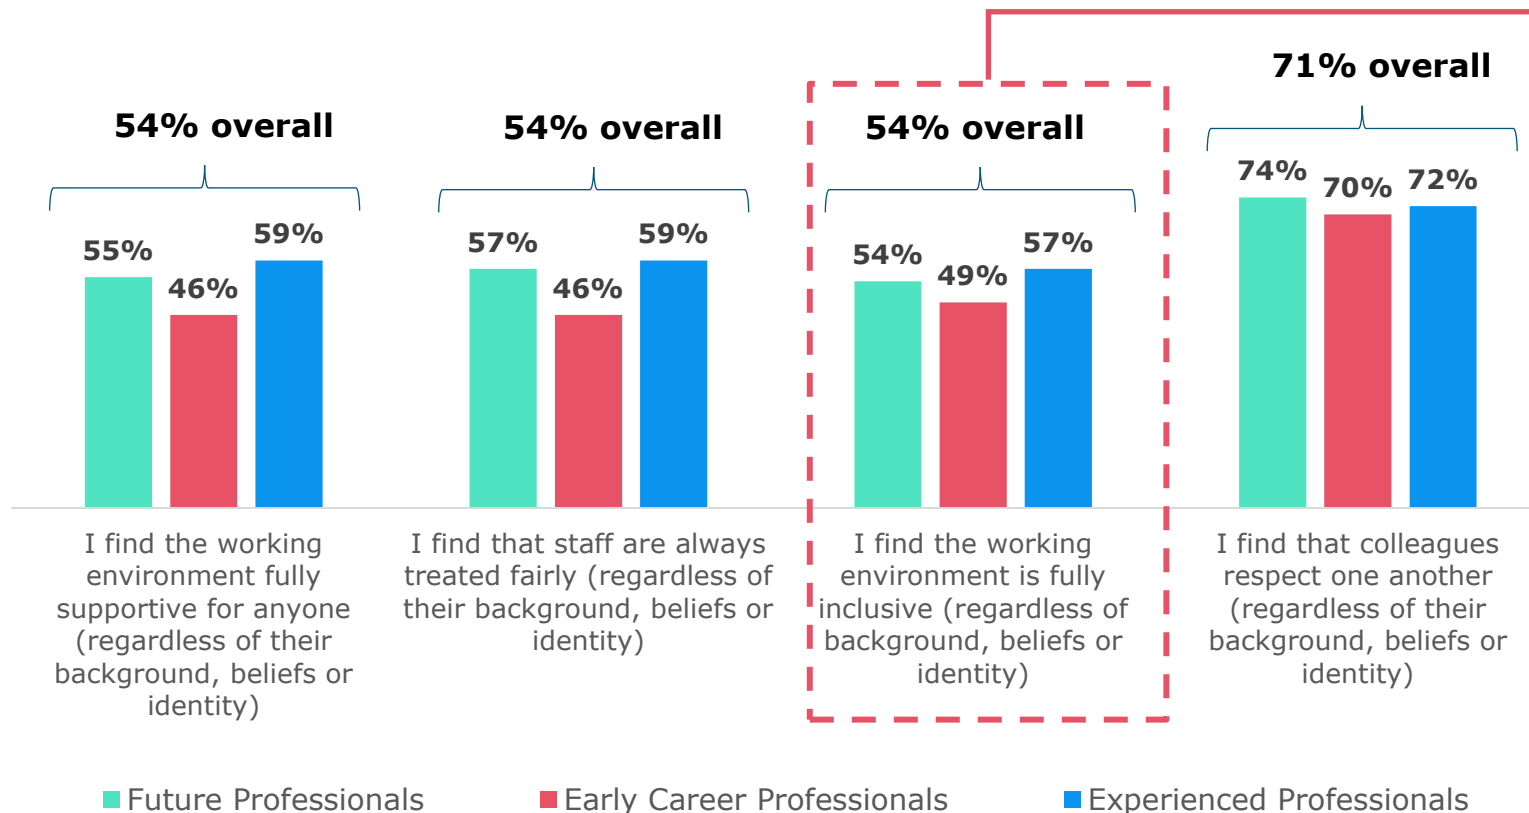 71% overall
54% overall
54% overall
54% overall
74%
70%
72%
55%
46%
59%
57%
46%
59%
54%
49%
57%
I find the working
environment fully
supportive for anyone
(regardless of their
background, beliefs or
identity)
I find that staff are always
treated fairly (regardless of
their background, beliefs or
identity)
I find the working
environment is fully
inclusive (regardless of
background, beliefs or
identity)
I find that colleagues
respect one another
(regardless of their
background, beliefs or
identity)
Future Professionals
Early Career Professionals
Experienced Professionals